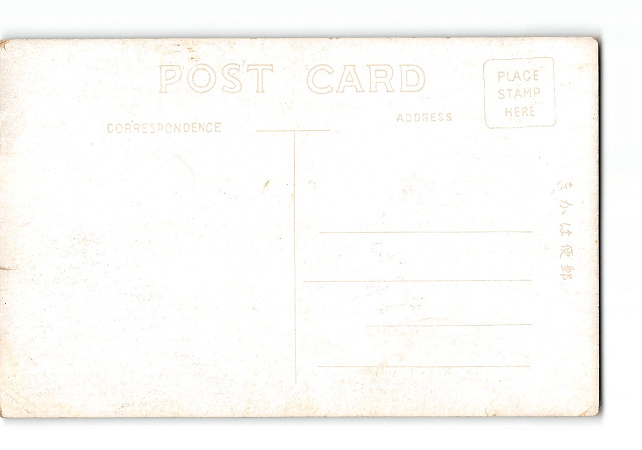 POST CARD
PLACE
STAMP
HERE
CORRESPONDENCE
ADDRESS
きかは便郵